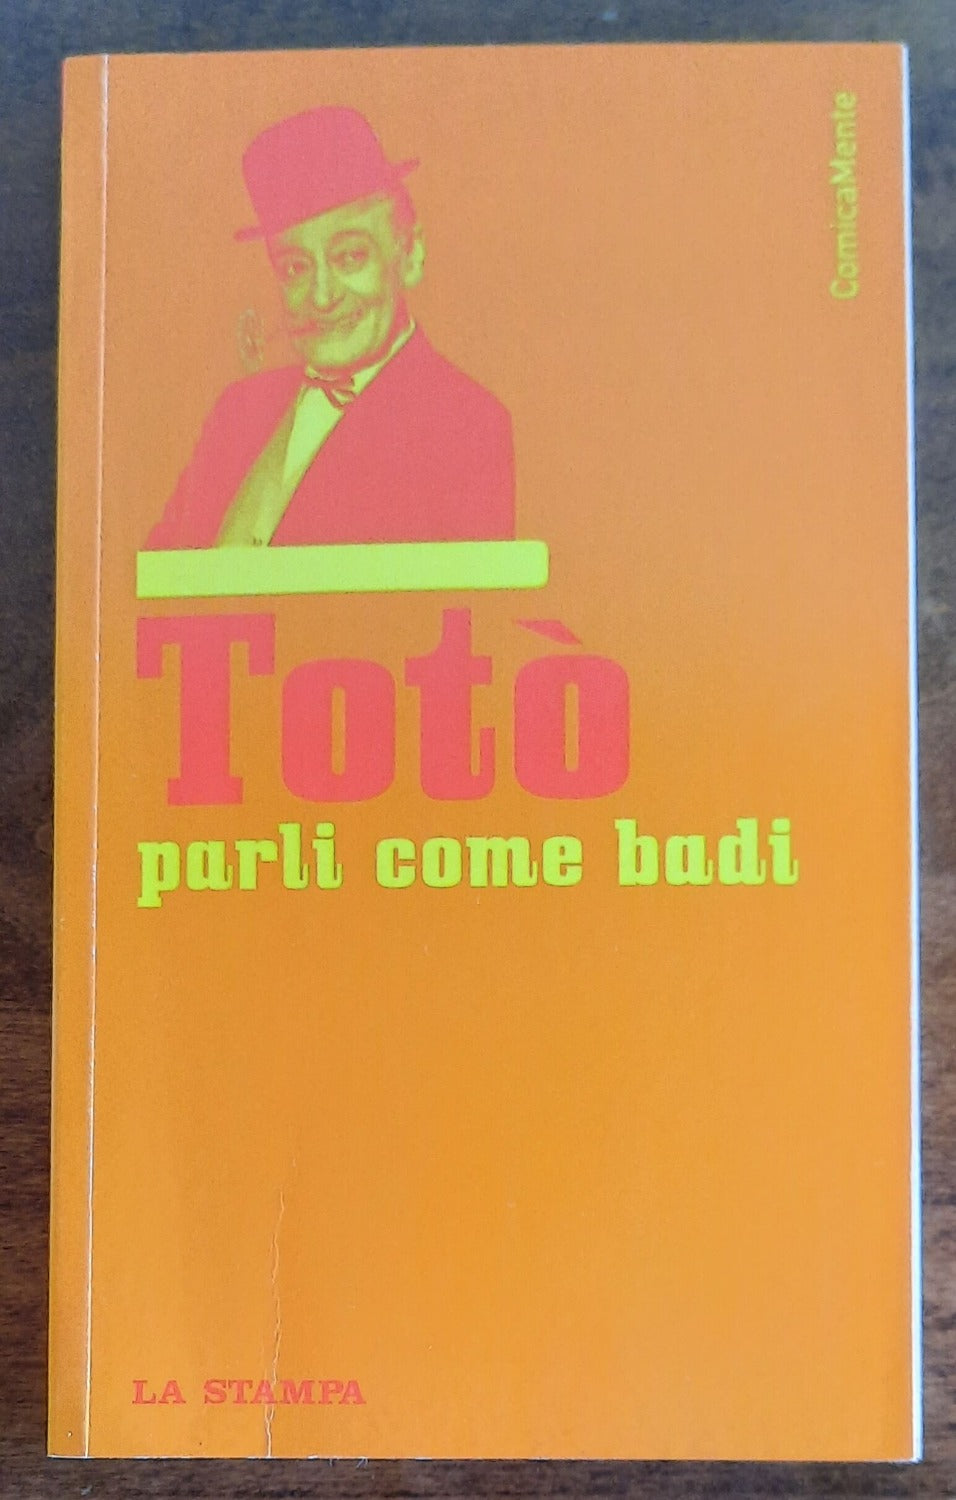 ComicaMente
Totò
parli come badi
LA STAMPA